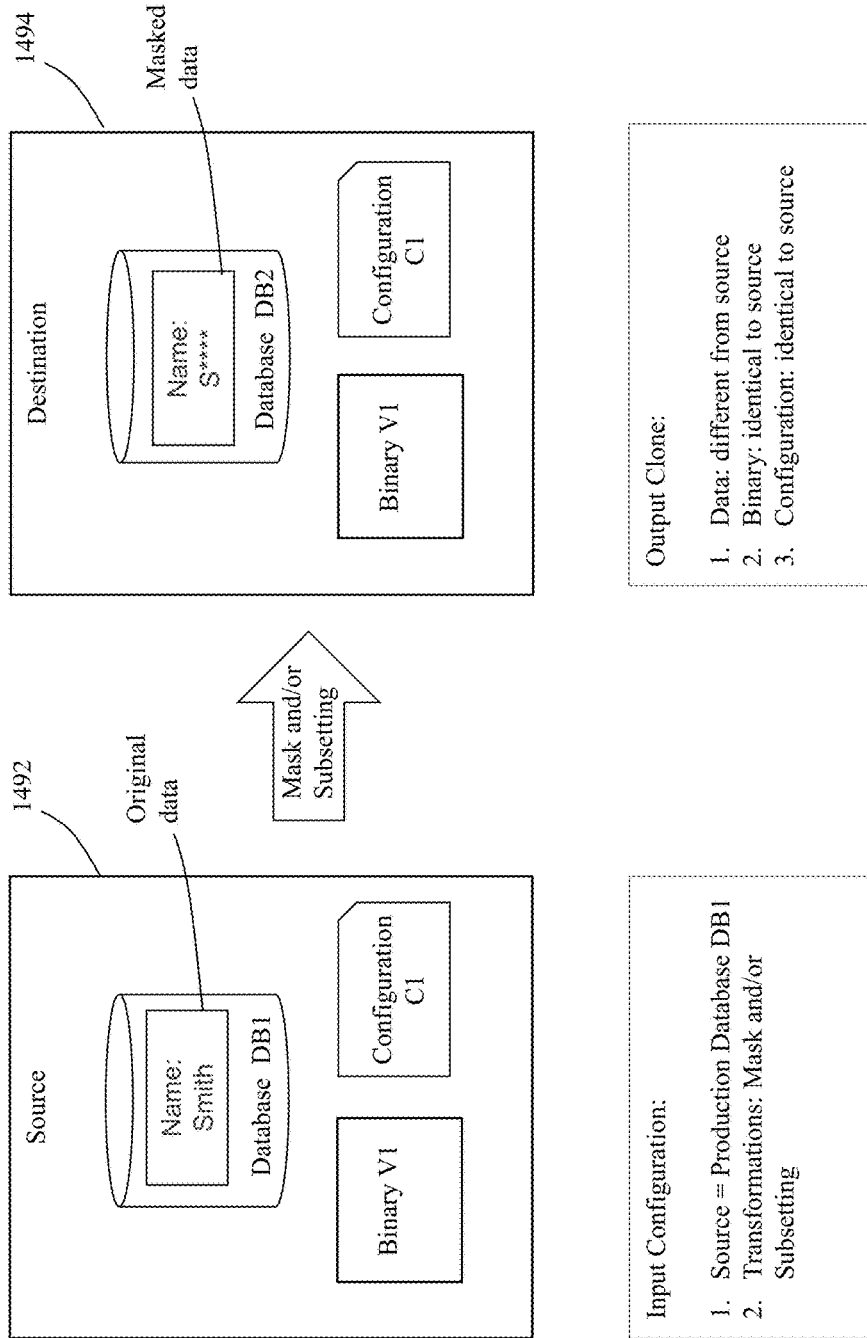 1492
Source
Original
data
Name:
Smith
Database DB1
Binary V1
Configuration
C1
Mask and/or
Subsetting
1494
Destination
Masked
data
Name:
S****
Database DB2
Binary V1
Configuration
C1
Input Configuration:
1. Source = Production Database DB1
2. Transformations: Mask and/or
Subsetting
Output Clone:
1. Data: different from source
2. Binary: identical to source
3. Configuration: identical to source